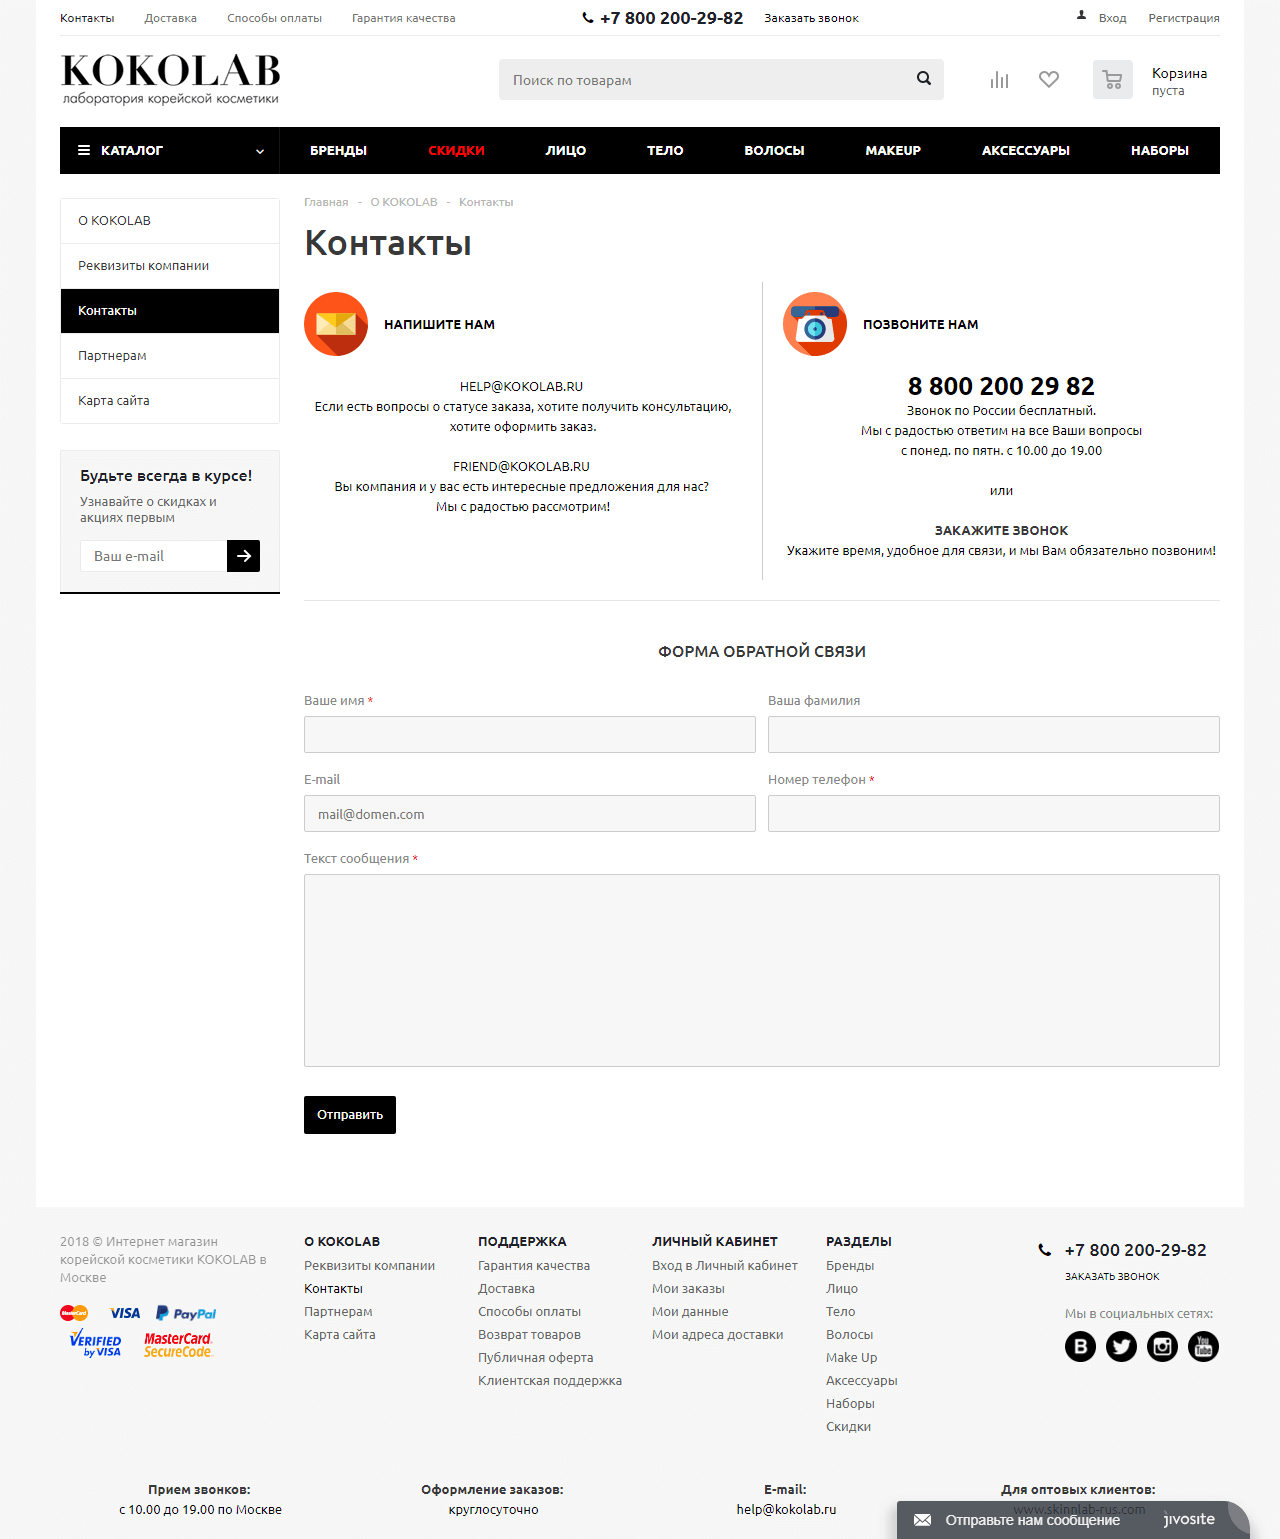 Контакты Доставка Способы оплаты Гарантия качества +7 800 200-29-82 Заказать звонок Вход Регистрация
KOKOLAB
лаборатория корейской косметики
Поиск по товарам
Корзина
пуста
КАТАЛОГ БРЕНДЫ СКИДКИ ЛИЦО ТЕЛО ВОЛОСЫ MAKEUP АКСЕССУАРЫ НАБОРЫ
О KOKOLAB
Реквизиты компании
Контакты
Партнерам
Карта сайта
Будьте всегда в курсе!
Узнавайте о скидках и
акциях первым
Ваш e-mail
Главная - О KOKOLAB - Контакты
Контакты
НАПИШИТЕ НАМ
HELP@KOKOLAB.RU
Если есть вопросы о статусе заказа, хотите получить консультацию,
хотите оформить заказ.
FRIEND@KOKOLAB.RU
Вы компания и у вас есть интересные предложения для нас?
Мы с радостью рассмотрим!
ПОЗВОНИТЕ НАМ
8 800 200 29 82
Звонок по России бесплатный.
Мы с радостью ответим на все Ваши вопросы
с понед. по пятн. с 10.00 до 19.00
или
ЗАКАЖИТЕ ЗВОНОК
Укажите время, удобное для связи, и мы Вам обязательно позвоним!
ФОРМА ОБРАТНОЙ СВЯЗИ
Ваше имя * Ваша фамилия
E-mail Номер телефон *
mail@domen.com
Текст сообщения *
Отправить
2018 © Интернет магазин
корейской косметики KOKOLAB в
Москве
MasterCard VISA PayPal
VERIFIED by VISA MasterCard. SecureCode.
О KOKOLAB
Реквизиты компании
Контакты
Партнерам
Карта сайта
ПОДДЕРЖКА
Гарантия качества
Доставка
Способы оплаты
Возврат товаров
Публичная оферта
Клиентская поддержка
ЛИЧНЫЙ КАБИНЕТ
Вход в Личный кабинет
Мои заказы
Мои данные
Мои адреса доставки
РАЗДЕЛЫ
Бренды
Лицо
Тело
Волосы
Make Up
Аксессуары
Наборы
Скидки
+7 800 200-29-82
ЗАКАЗАТЬ ЗВОНОК
Мы в социальных сетях:
B You Tube
Прием звонков:
с 10.00 до 19.00 по Москве
Оформление заказов:
круглосуточно
E-mail:
help@kokolab.ru
Для оптовых клиентов:
www.skinnlab-rus.com
Отправьте нам сообщение jivosite